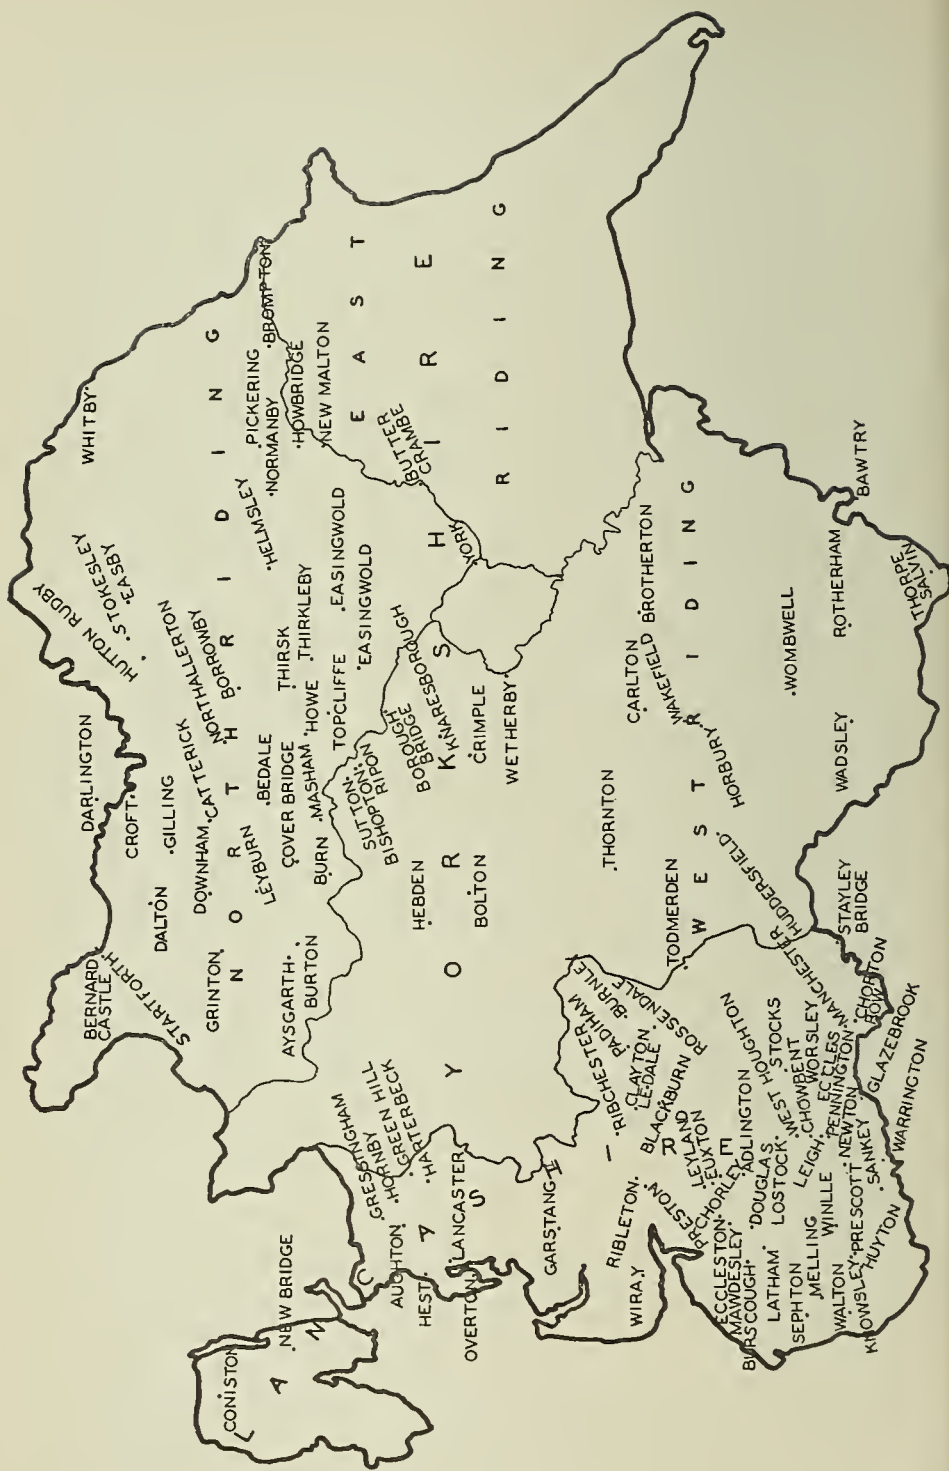 BERNARD
CASTLE
STARTFORTH
DARLINGTON
CROFT
HUTTON RUDBY
STOKESLEY
EASBY
WHITBY
DALTON
GILLING
GRINTON
DOWNHAM
CATTERICK
NORTHALLERTON
BORROWBY
LEYBURN
BEDALE
THIRSK
HELMSLEY
NORMANBY
PICKERING
BROMPTON
AYSGARTH
BURTON
BURN
COVER BRIDGE
MASHAM
HOWE
THIRKLEBY
TOPCLIFFE
EASINGWOLD
EASINGWOLD
HOWBRIDGE
NEW MALTON
NORTH RIDING
SUTTON
BISHOPTON
RIPON
BOROUGH
BRIDGE
KNARESBOROUGH
HEBDEN
BOLTON
CRIMPLE
WETHERBY
YORK
BUTTER
CRAMBE
EAST
RIDING
YORKSHIRE
CONISTON
NEW BRIDGE
GRESSINGHAM
HORNBY
GREEN HILL
HARTERBECK
AUGHTON
HEST
LANCASTER
OVERTON
LANCASHIRE
GARSTANG
RIBLETON
WIRAY
PRESTON
RIBCHESTER
PADIHAM
BURNLEY
CLAYTON
LEDALE
ROSSENDALE
BLACKBURN
LEYLAND
EUXTON
CHORLEY
ADLINGTON
WEST HOUGHTON
ECCLESTON
MAWDESLEY
BURSCOUGH
DOUGLAS
LATHAM
LOSTOCK
STOCKS
SEPHTON
MELLING
LEIGH
CHOWBENT
WORSLEY
WINLLE
ECCLES
PENNINGTON
MANCHESTER
WALTON
KNOWSLEY
PRESCOTT
NEWTON
SANKEY
HUYTON
CHORTON
BOW
GLAZEBROOK
WARRINGTON
THORNTON
TODMERDEN
CARLTON
BROTHERTON
WAKEFIELD
HORBURY
HUDDERSFIELD
WEST RIDING
WOMBWELL
STAYLEY
BRIDGE
WADSLEY
ROTHERHAM
BAWTRY
THORPE
SALVIN